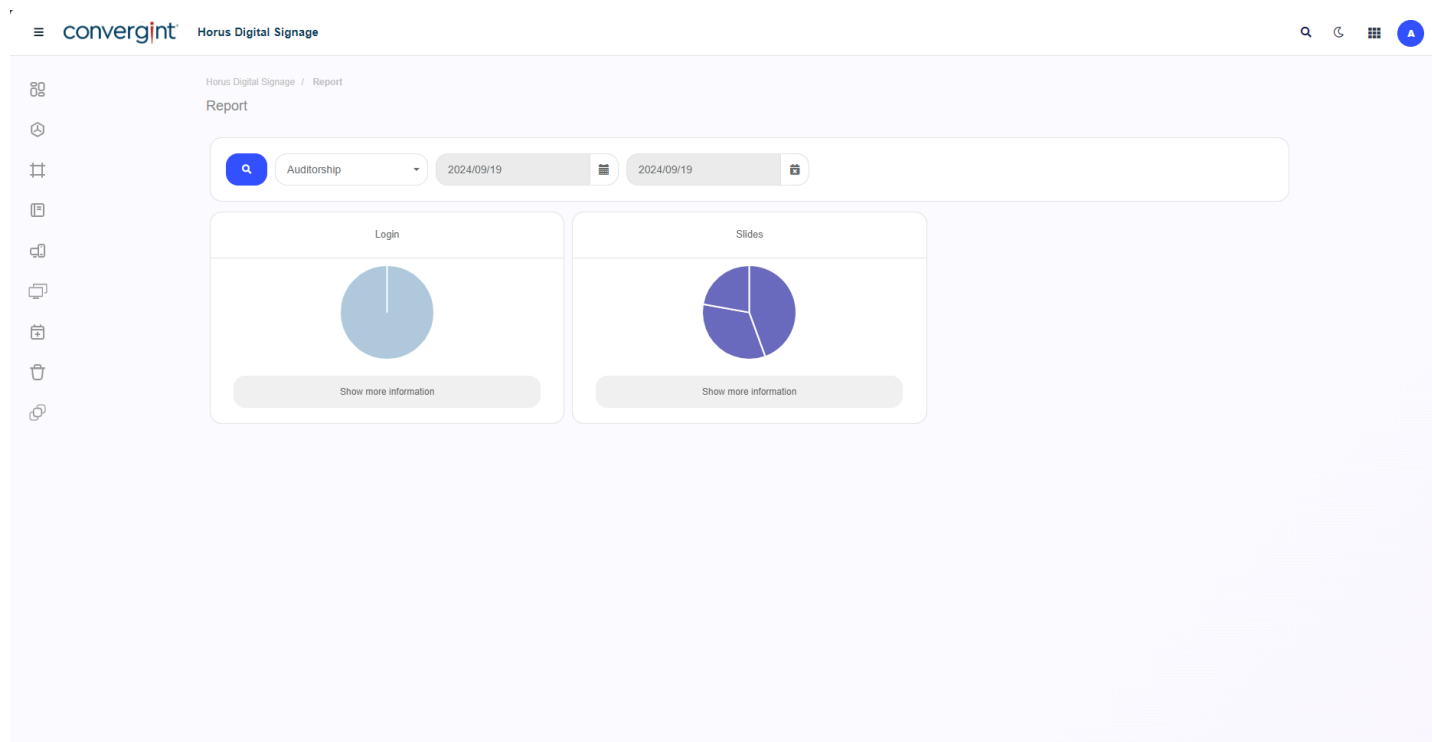 convergint Horus Digital Signage
A
Horus Digital Signage / Report
Report
Auditorship 2024/09/19 2024/09/19
Login
Slides
Show more information
Show more information